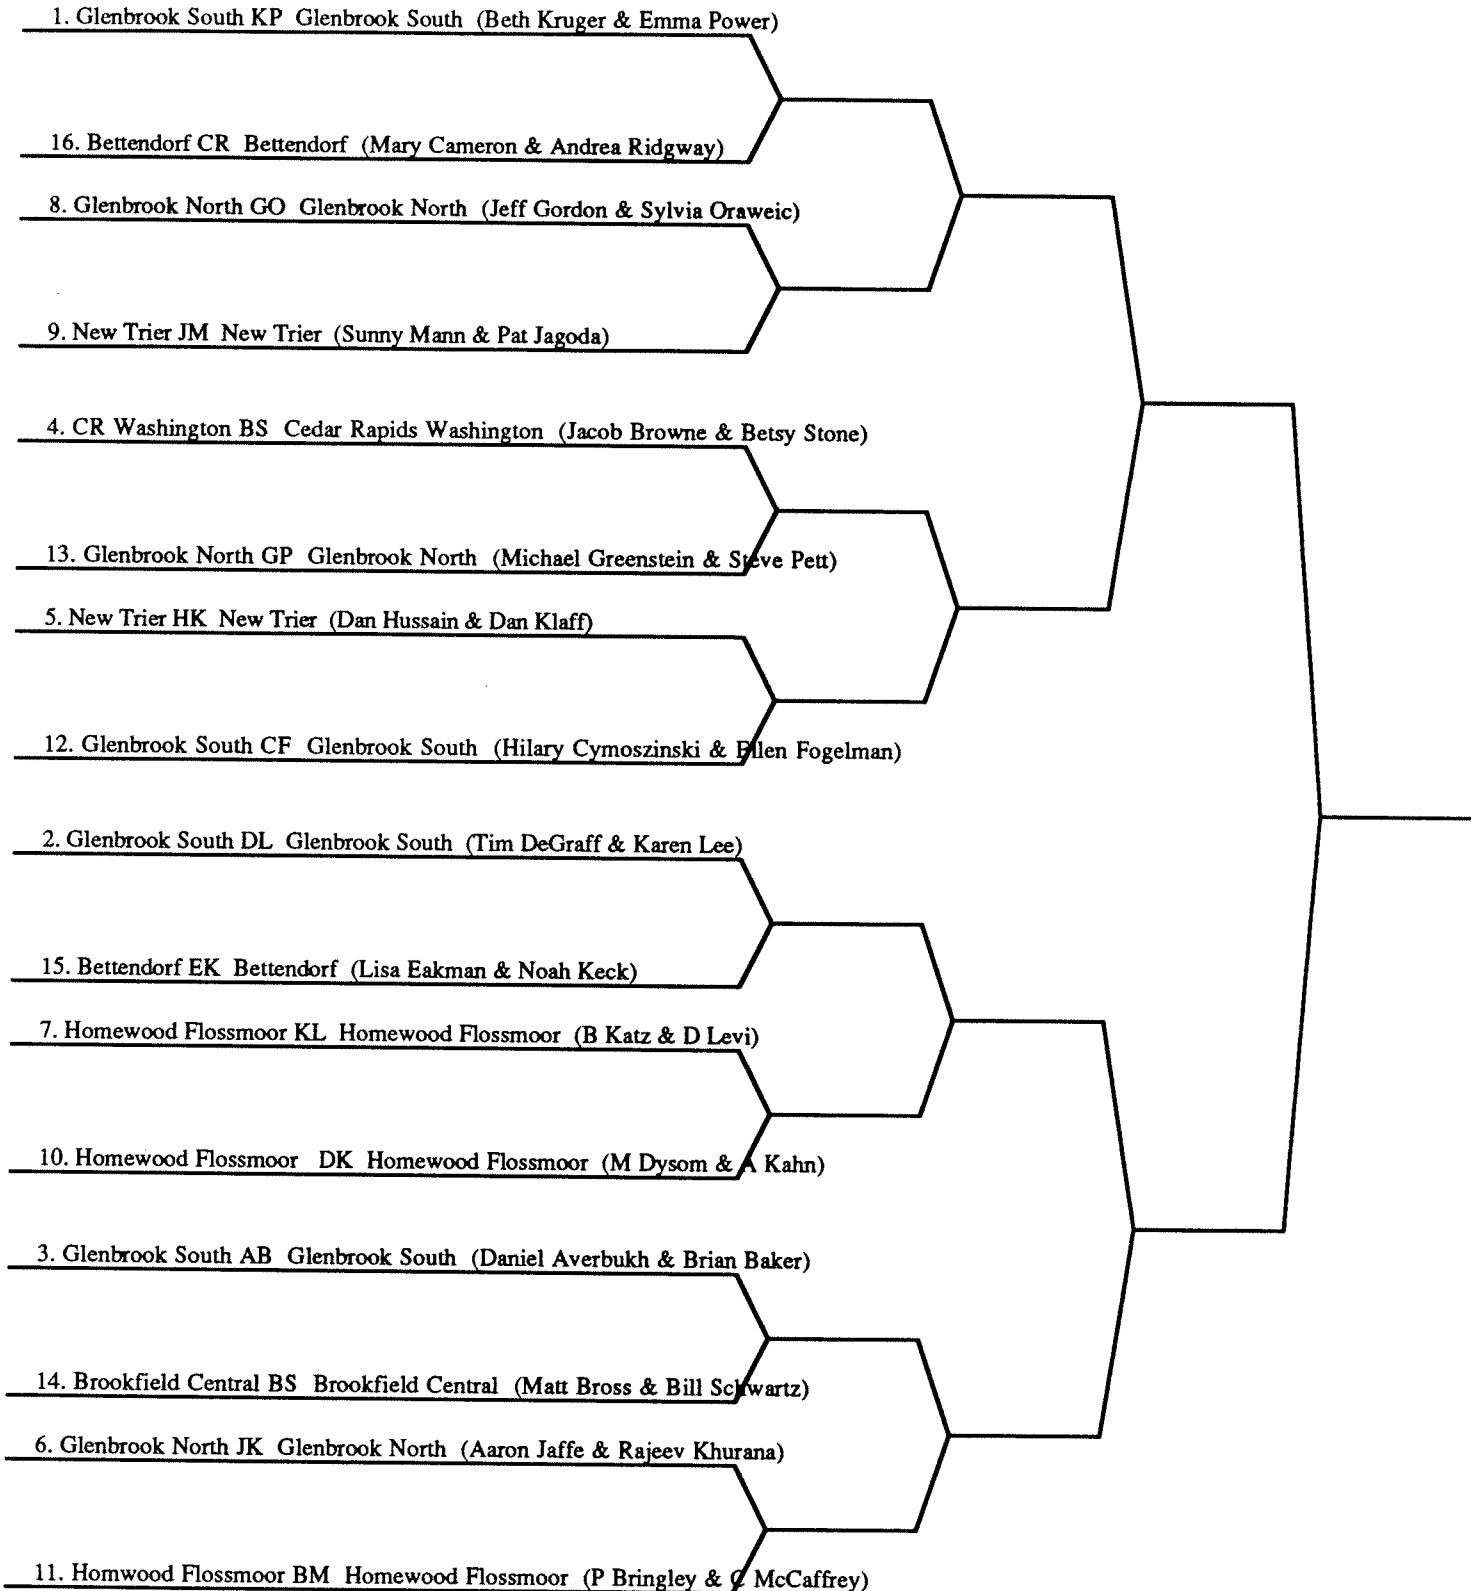 1. Glenbrook South KP Glenbrook South (Beth Kruger & Emma Power)
16. Bettendorf CR Bettendorf (Mary Cameron & Andrea Ridgway)
8. Glenbrook North GO Glenbrook North (Jeff Gordon & Sylvia Oraweic)
9. New Trier JM New Trier (Sunny Mann & Pat Jagoda)
4. CR Washington BS Cedar Rapids Washington (Jacob Browne & Betsy Stone)
13. Glenbrook North GP Glenbrook North (Michael Greenstein & Steve Pett)
5. New Trier HK New Trier (Dan Hussain & Dan Klaff)
12. Glenbrook South CF Glenbrook South (Hilary Cymoszinski & Ellen Fogelman)
2. Glenbrook South DL Glenbrook South (Tim DeGraff & Karen Lee)
15. Bettendorf EK Bettendorf (Lisa Eakman & Noah Keck)
7. Homewood Flossmoor KL Homewood Flossmoor (B Katz & D Levi)
10. Homewood Flossmoor DK Homewood Flossmoor (M Dysom & A Kahn)
3. Glenbrook South AB Glenbrook South (Daniel Averbukh & Brian Baker)
14. Brookfield Central BS Brookfield Central (Matt Bross & Bill Schwartz)
6. Glenbrook North JK Glenbrook North (Aaron Jaffe & Rajeev Khurana)
11. Homwood Flossmoor BM Homewood Flossmoor (P Bringley & C McCaffrey)